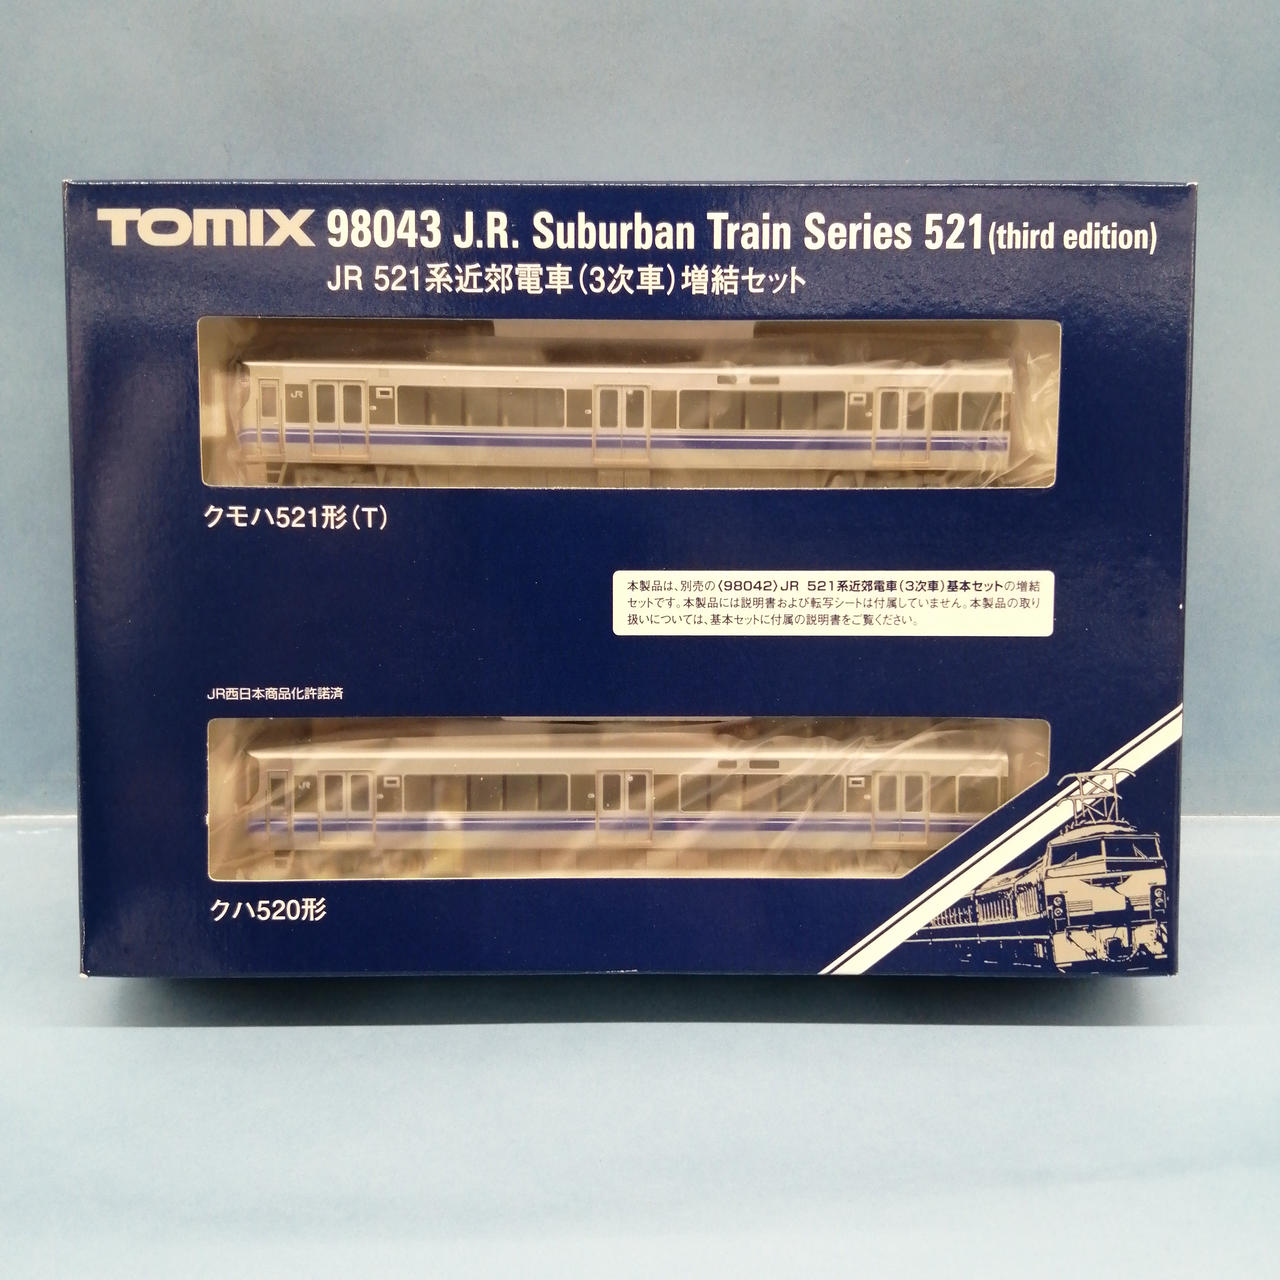 TOMIX 98043 J.R. Suburban Train Series 521 (third edition)
JR 521系近郊電車(3次車)増結セット
JR
クモハ521形(T)
本製品は、別売の〈98042〉JR 521系近郊電車(3次車)基本セットの増結
セットです。本製品には説明書および転写シートは付属していません。本製品の取り
扱いについては、基本セットに付属の説明書をご覧ください。
JR西日本商品化許諾済
JR
クハ520形